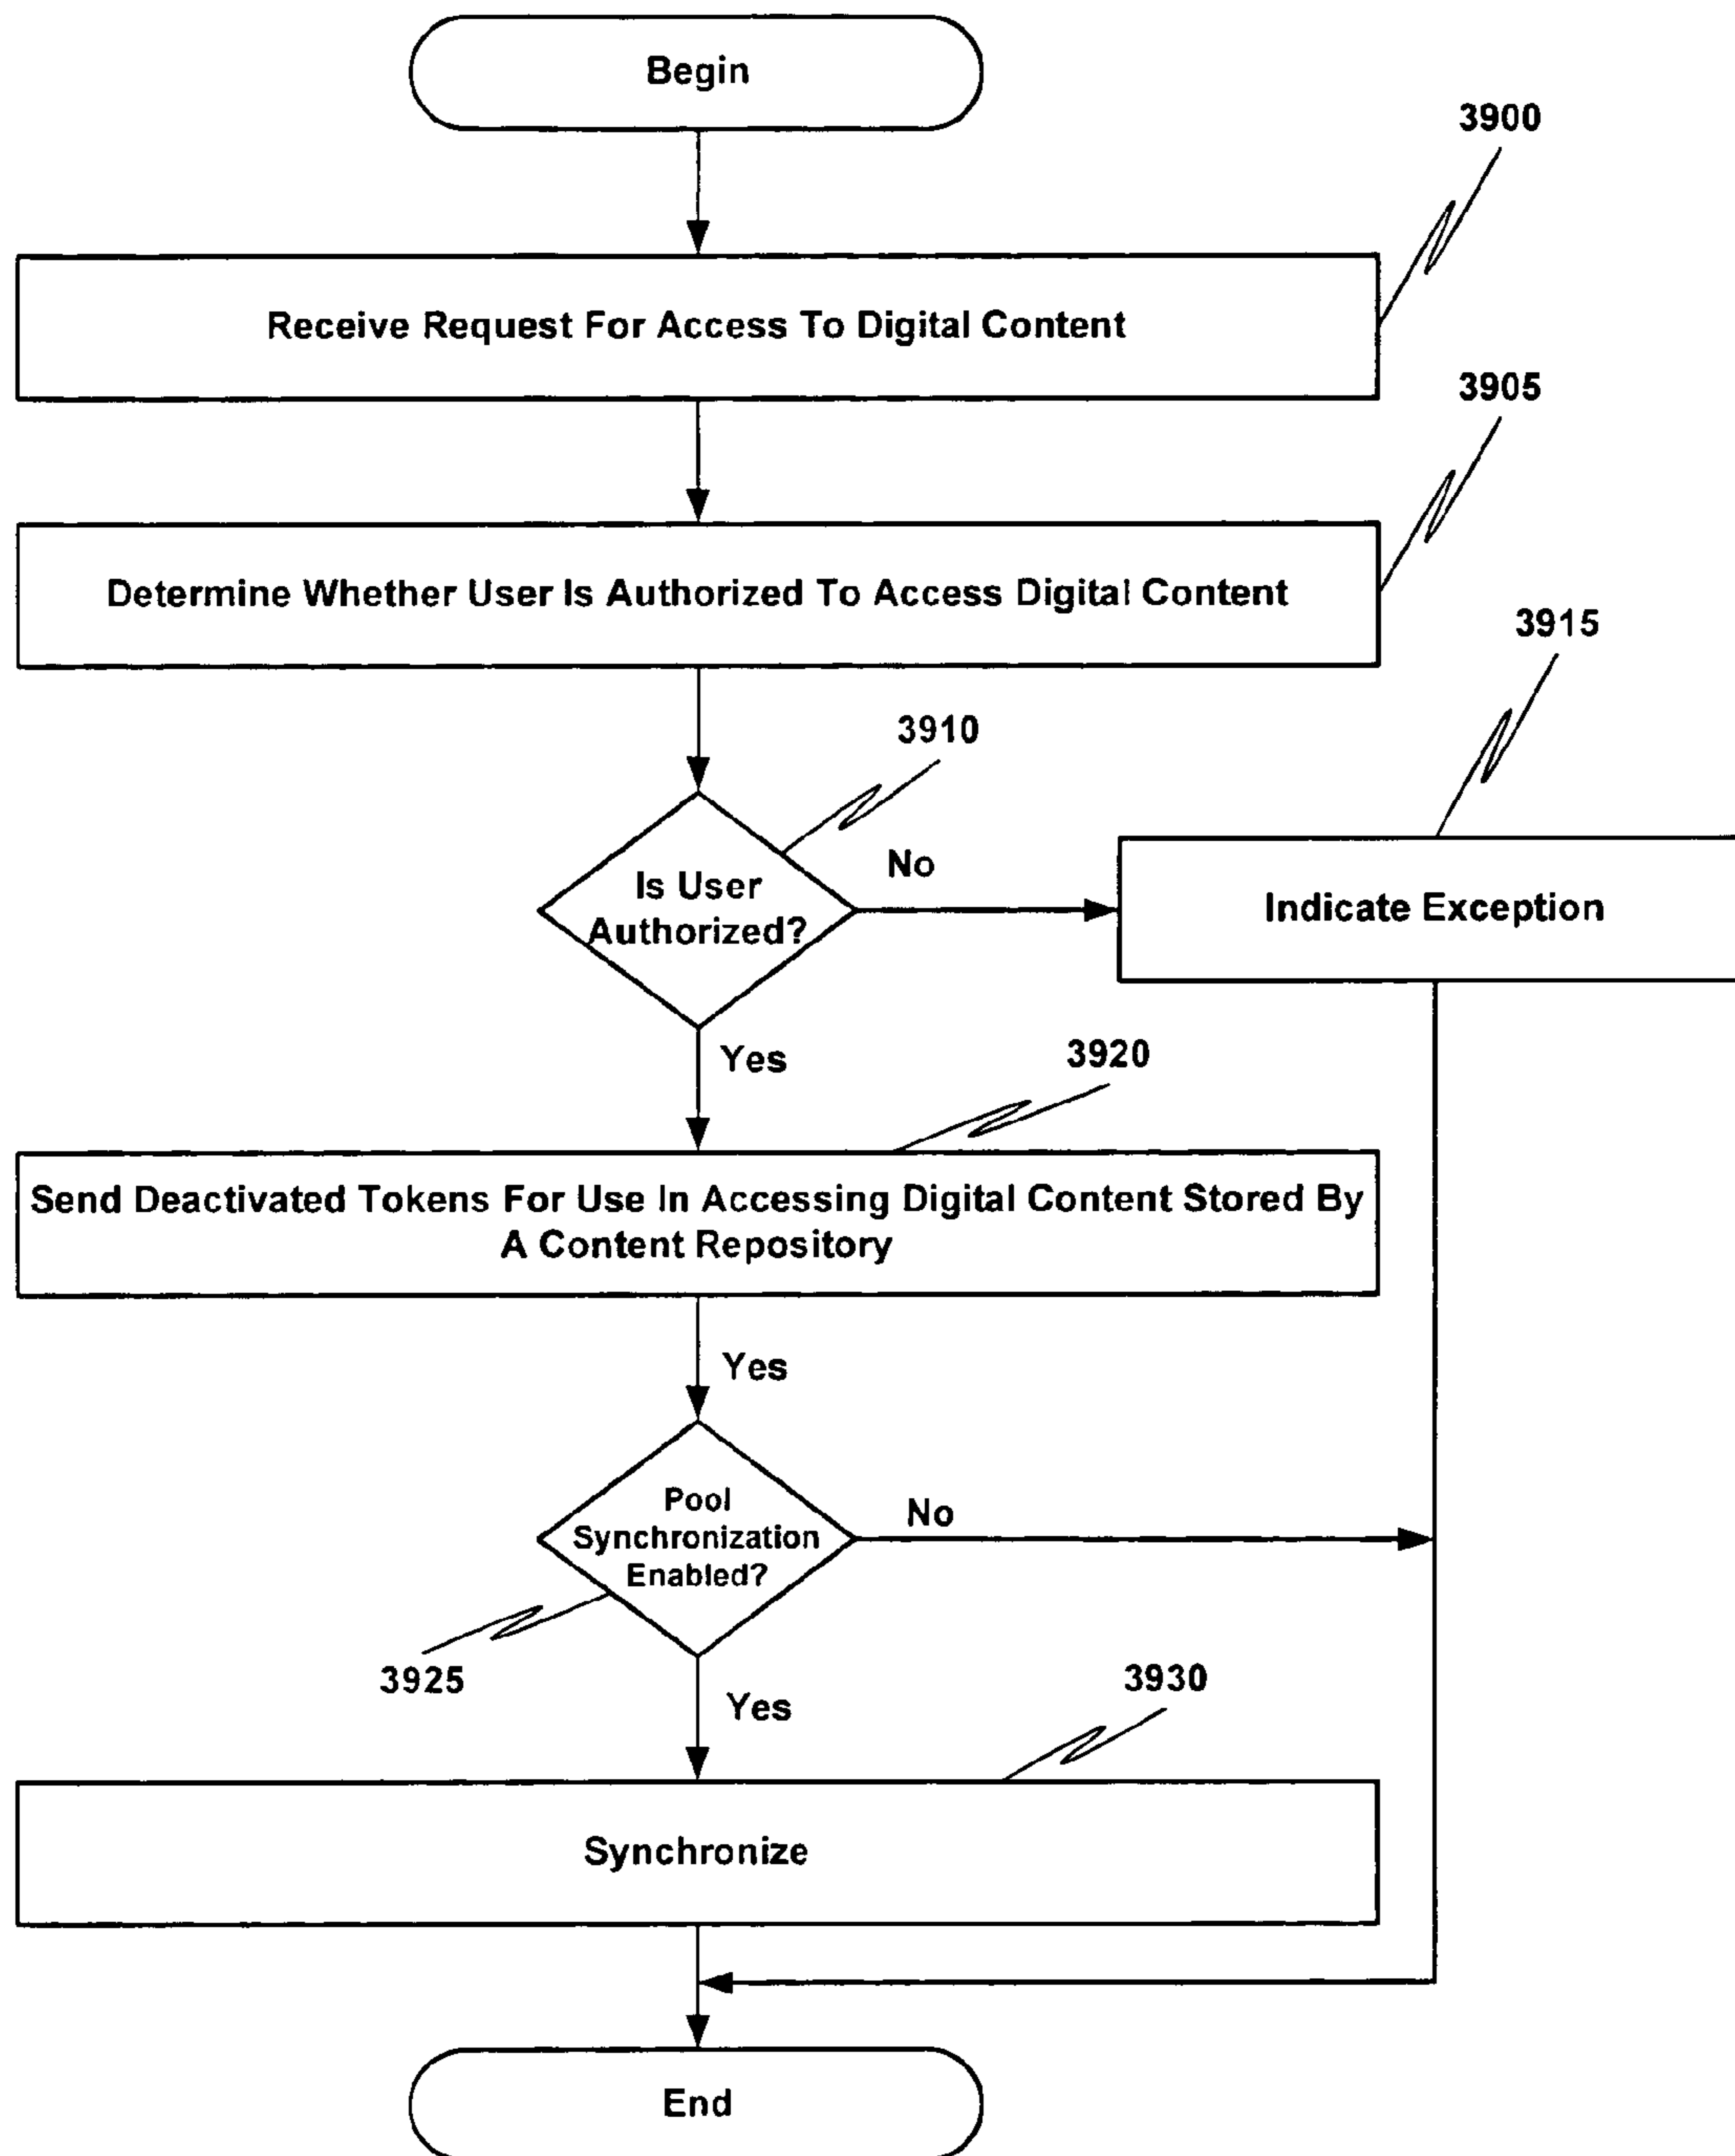 Begin
3900
Receive Request For Access To Digital Content
3905
Determine Whether User Is Authorized To Access Digital Content
3915
3910
No
Is User
Authorized?
Indicate Exception
Yes
3920
Send Deactivated Tokens For Use In Accessing Digital Content Stored By
A Content Repository
Yes
Pool
Synchronization
Enabled?
No
3925
3930
Yes
Synchronize
End